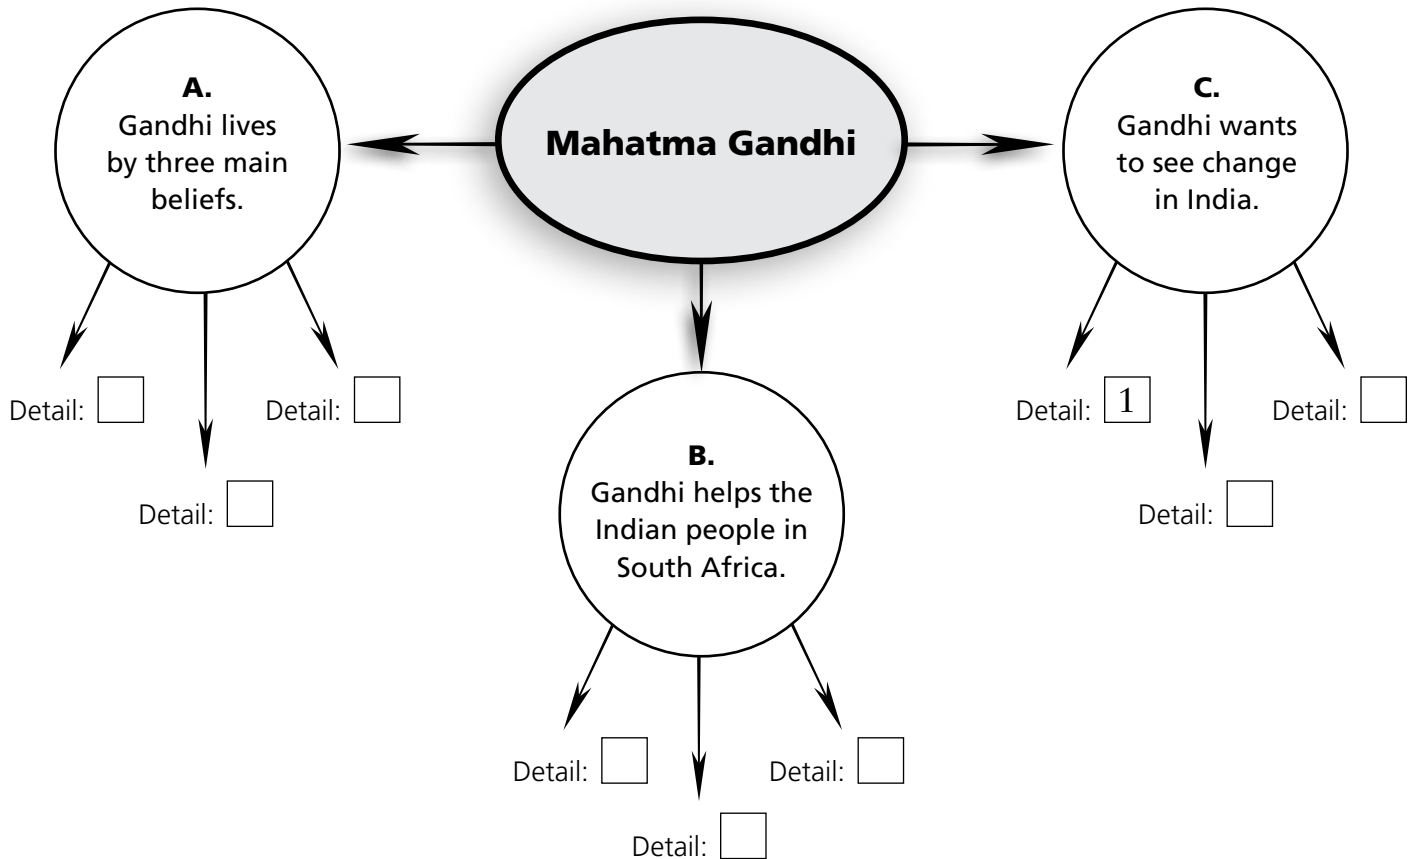 Mahatma Gandhi
A.
Gandhi lives
by three main
beliefs.
Detail:
Detail:
Detail:
B.
Gandhi helps the
Indian people in
South Africa.
Detail:
Detail:
Detail:
C.
Gandhi wants
to see change
in India.
Detail: 1
Detail:
Detail: